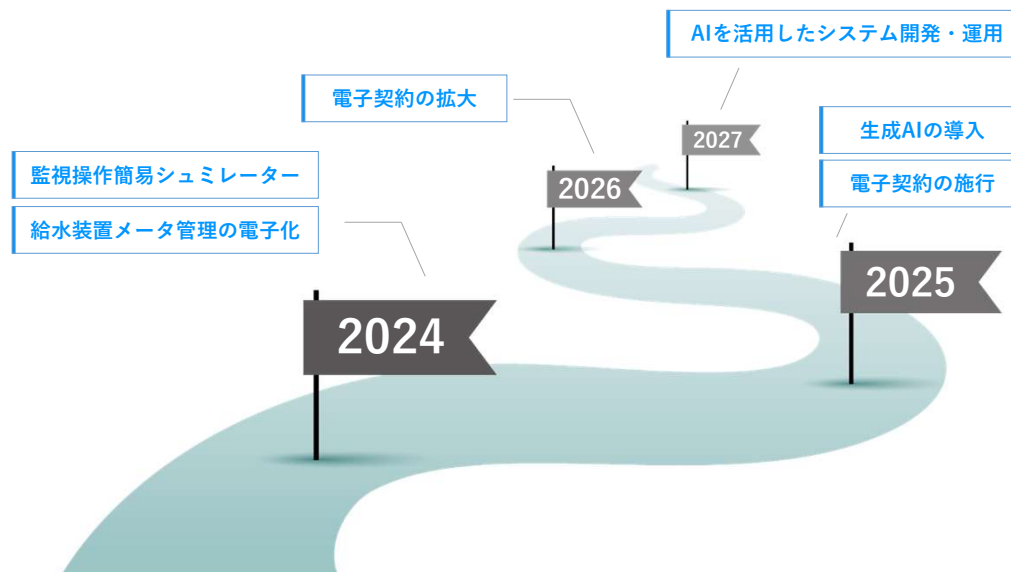 AIを活用したシステム開発・運用
電子契約の拡大
生成AIの導入
2027
監視操作簡易シュミレーター
電子契約の施行
2026
給水装置メータ管理の電子化
2025
2024